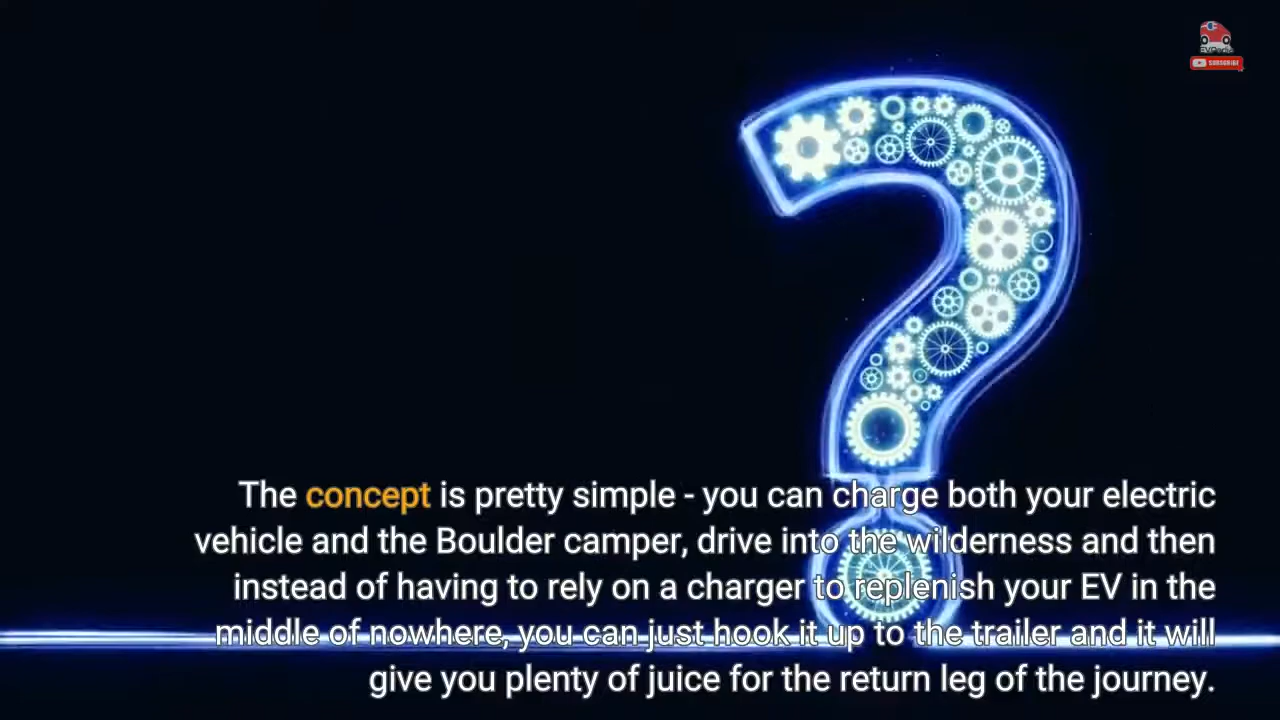 SUBSCRIBE
The concept is pretty simple - you can charge both your electric
vehicle and the Boulder camper, drive into the wilderness and then
instead of having to rely on a charger to replenish your EV in the
middle of nowhere, you can just hook it up to the trailer and it will
give you plenty of juice for the return leg of the journey.